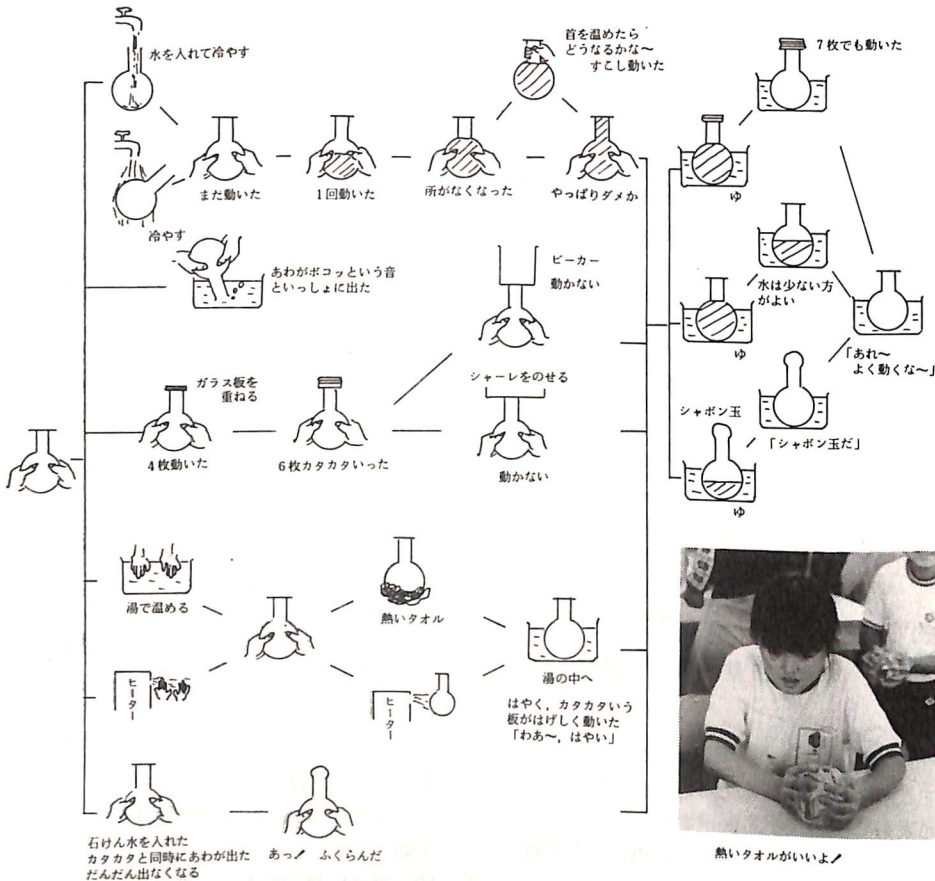 水を入れて冷やす
首を温めたら
どうなるかな〜
すこし動いた
7枚でも動いた
冷やす
まだ動いた
1回動いた
所がなくなった
やっぱりダメか
ゆ
あわがボコッという音
といっしょに出た
ビーカー
動かない
水は少ない方
がよい
ゆ
「あれ〜
よく動くな〜」
ガラス板を
重ねる
シャーレをのせる
4枚動いた
6枚カタカタいった
動かない
シャボン玉
「シャボン玉だ」
ゆ
湯で温める
熱いタオル
ヒーター
ヒーター
湯の中へ
はやく,カタカタいう
板がはげしく動いた
「わあ〜,はやい」
石けん水を入れた
カタカタと同時にあわが出た
だんだん出なくなる
あっ! ふくらんだ
熱いタオルがいいよ!